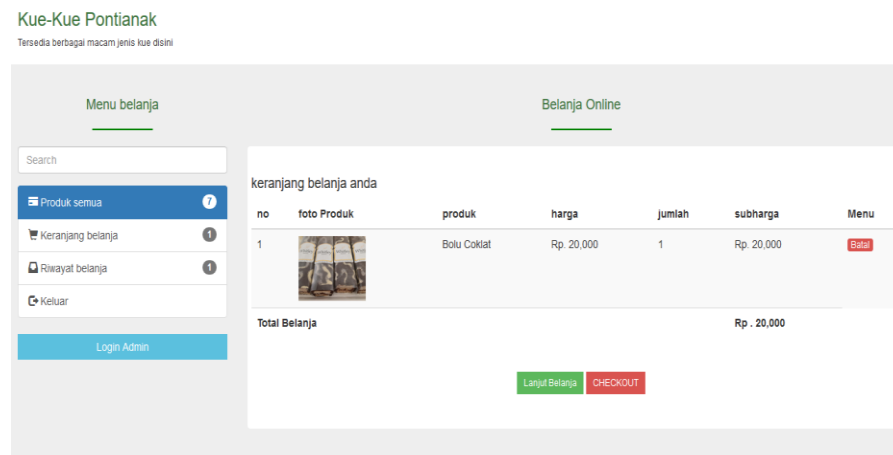 Kue-Kue Pontianak
Tersedia berbagai macam jenis kue disini
Menu belanja
Belanja Online
Search
Produk semua 7
Keranjang belanja 1
Riwayat belanja 1
Keluar
Login Admin
keranjang belanja anda
no foto Produk produk harga jumlah subharga Menu
1 Bolu Coklat Rp. 20,000 1 Rp. 20,000 Batal
Total Belanja Rp . 20,000
Lanjut Belanja CHECKOUT